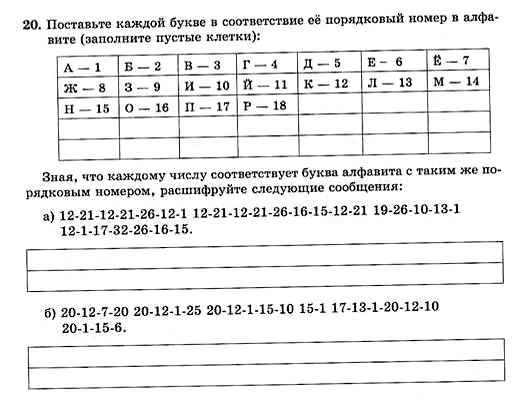 20. Поставьте каждой букве в соответствие её порядковый номер в алфа-
вите (заполните пустые клетки):
А — 1 Б — 2 В — 3 Г — 4 Д — 5 Е – 6 Ё — 7
Ж — 8 З — 9 И — 10 Й — 11 К — 12 Л — 13 М — 14
Н — 15 О — 16 П — 17 Р — 18
Зная, что каждому числу соответствует буква алфавита с таким же по-
рядковым номером, расшифруйте следующие сообщения:
а) 12-21-12-21-26-12-1 12-21-12-21-26-16-15-12-21 19-26-10-13-1
12-1-17-32-26-16-15.
б) 20-12-7-20 20-12-1-25 20-12-1-15-10 15-1 17-13-1-20-12-10
20-1-15-6.